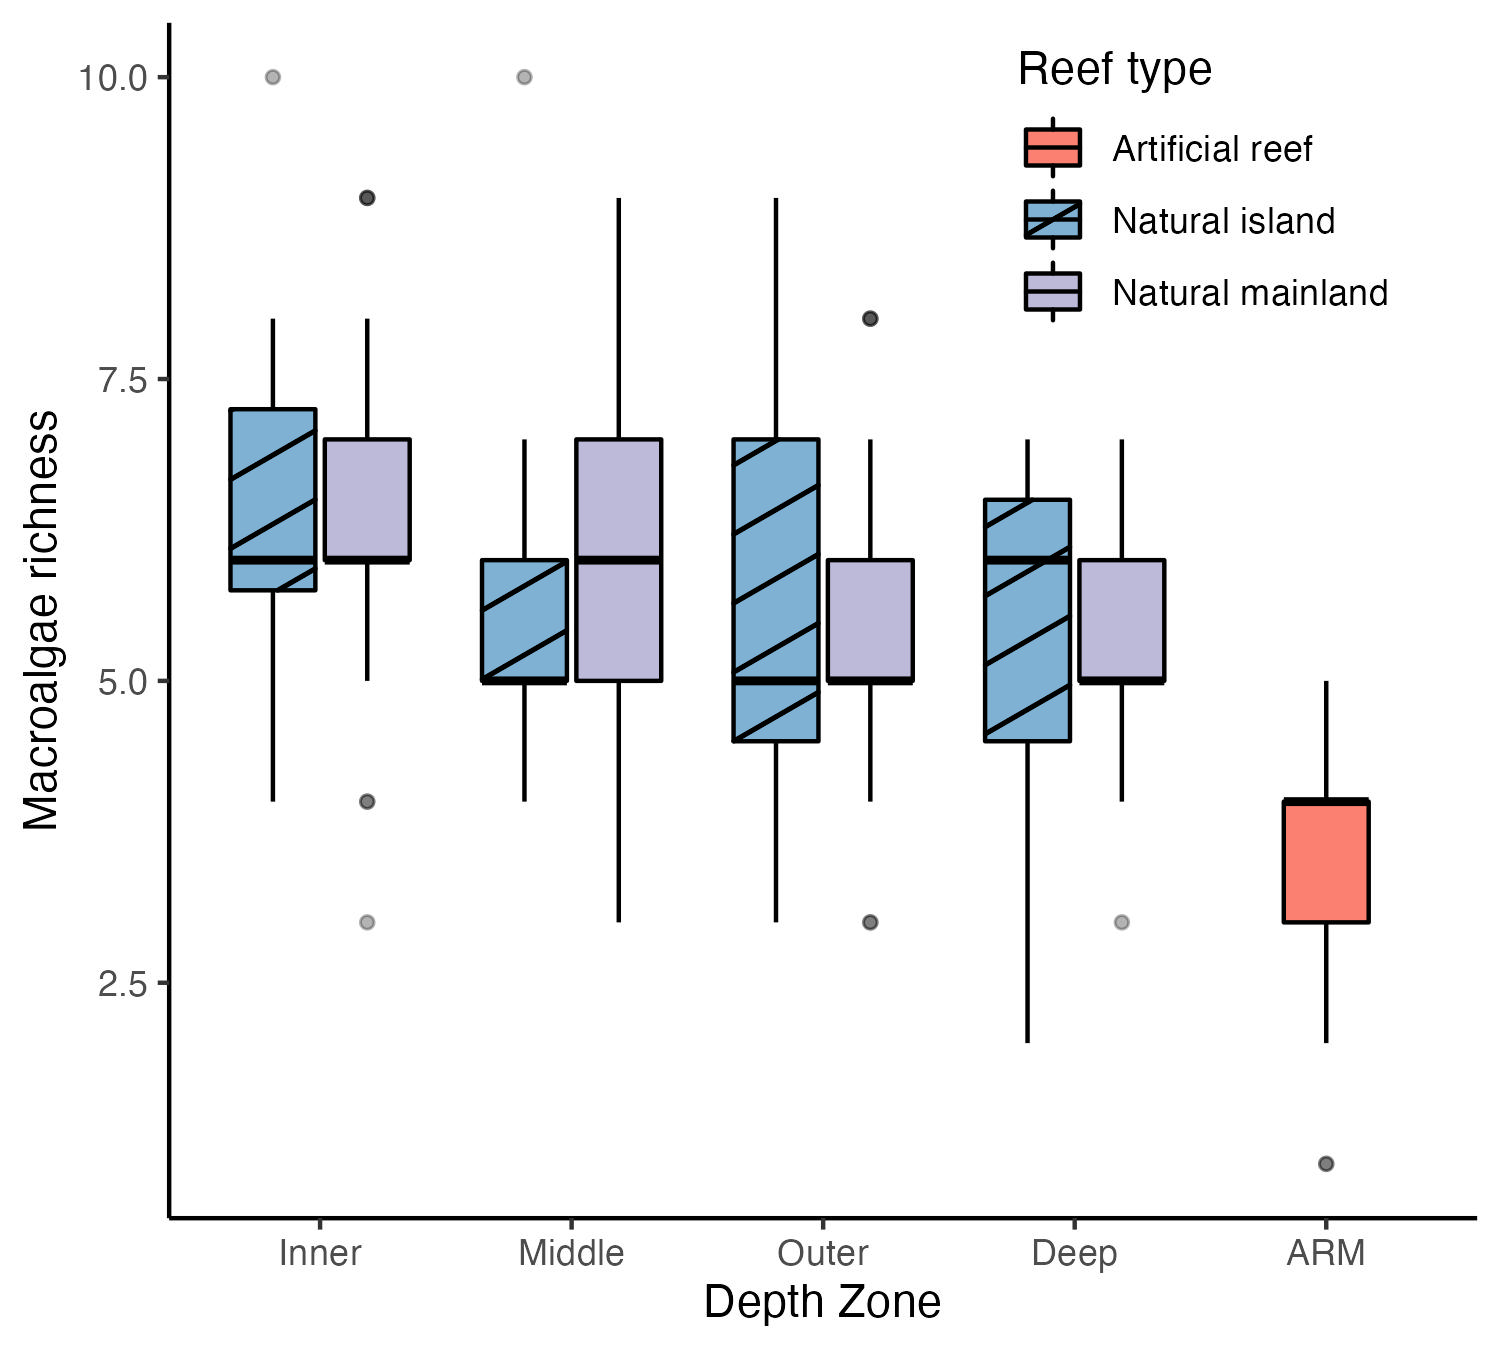 Reef type
Artificial reef
Natural island
Natural mainland
Macroalgae richness
10.0
7.5
5.0
2.5
Inner Middle Outer Deep ARM
Depth Zone